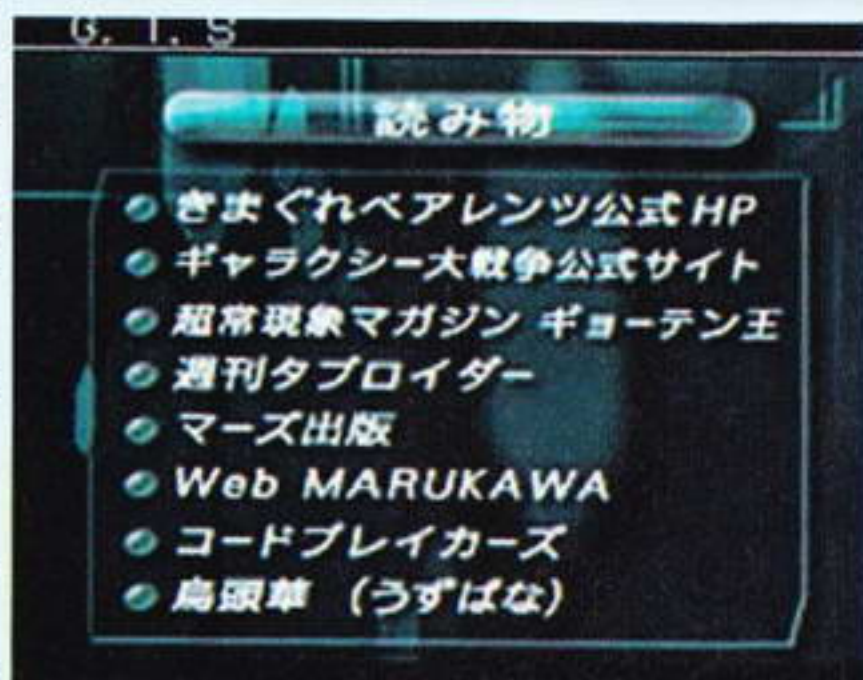 G. T. S
読み物
きまぐれペアレンツ公式HP
ギャラクシー大戦争公式サイト
超常現象マガジン ギョーテン王
週刊タブロイダー
マーズ出版
Web MARUKAWA
コードブレイカーズ
烏頭華 (うずばな)